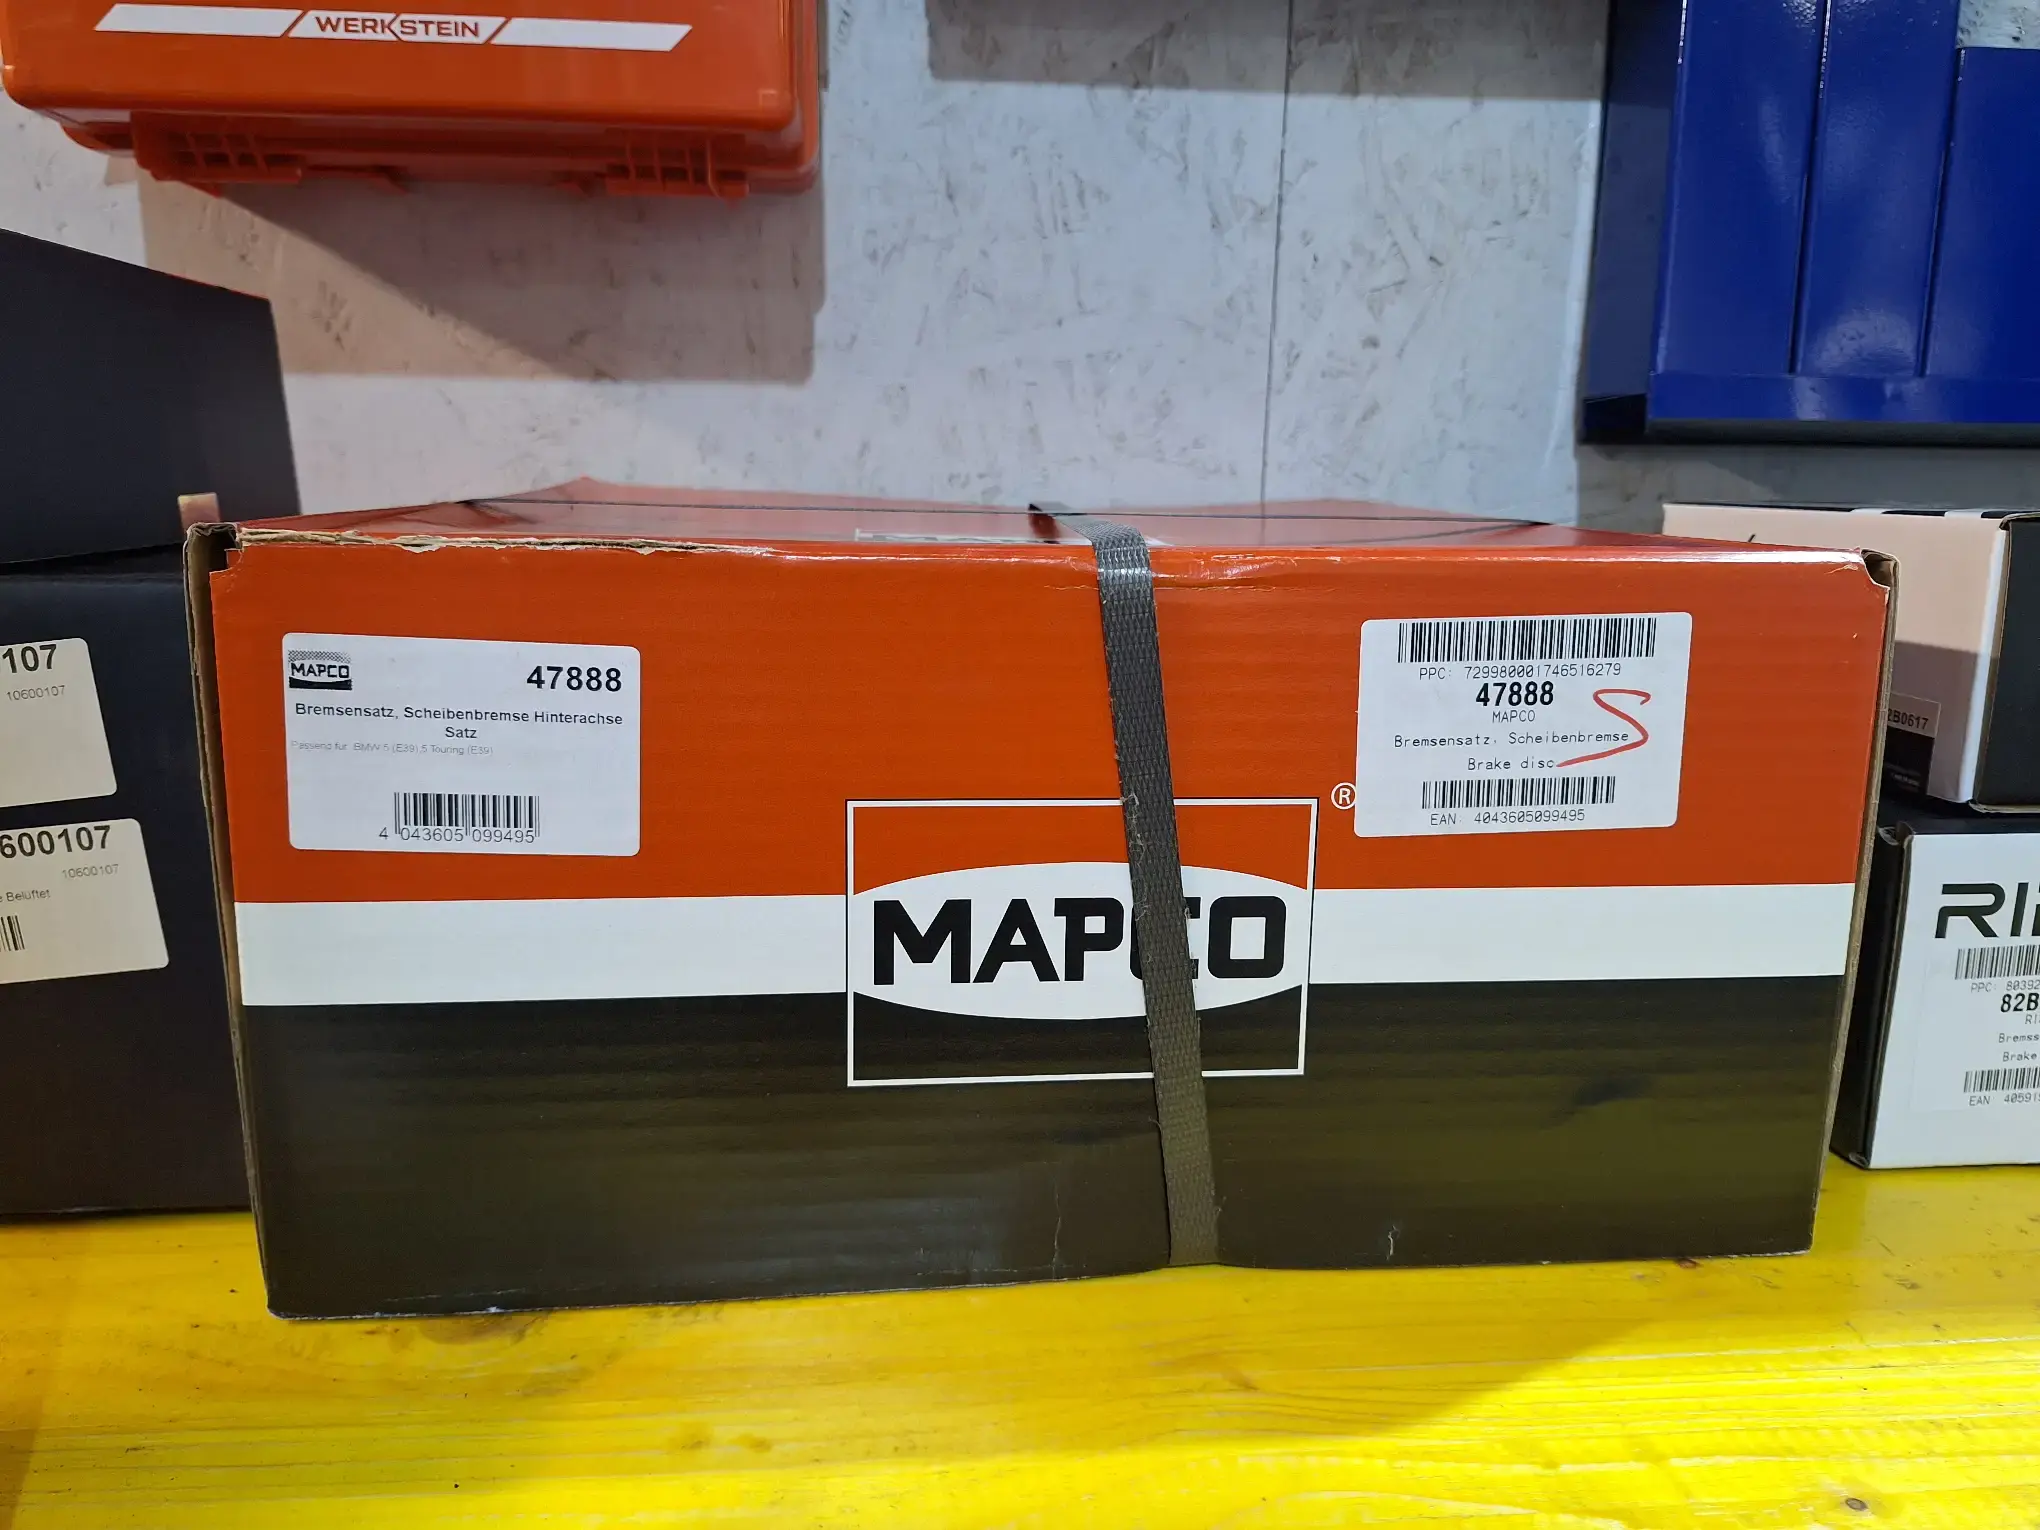 WERKSTEIN
107
10600107
600107
10600107
Belüftet
MAPCO
47888
Bremsensatz, Scheibenbremse Hinterachse
Satz
Passend für: BMW 5 (E39),5 Touring (E39)
4 043605 099495
PPC: 729980001746516279
47888
MAPCO
S
Bremsensatz, Scheibenbremse
Brake disc
EAN: 4043605099495
®
MAPCO
2B0617
RI
PPC: 80392
82B
Brems
Brake
EAN: 40591